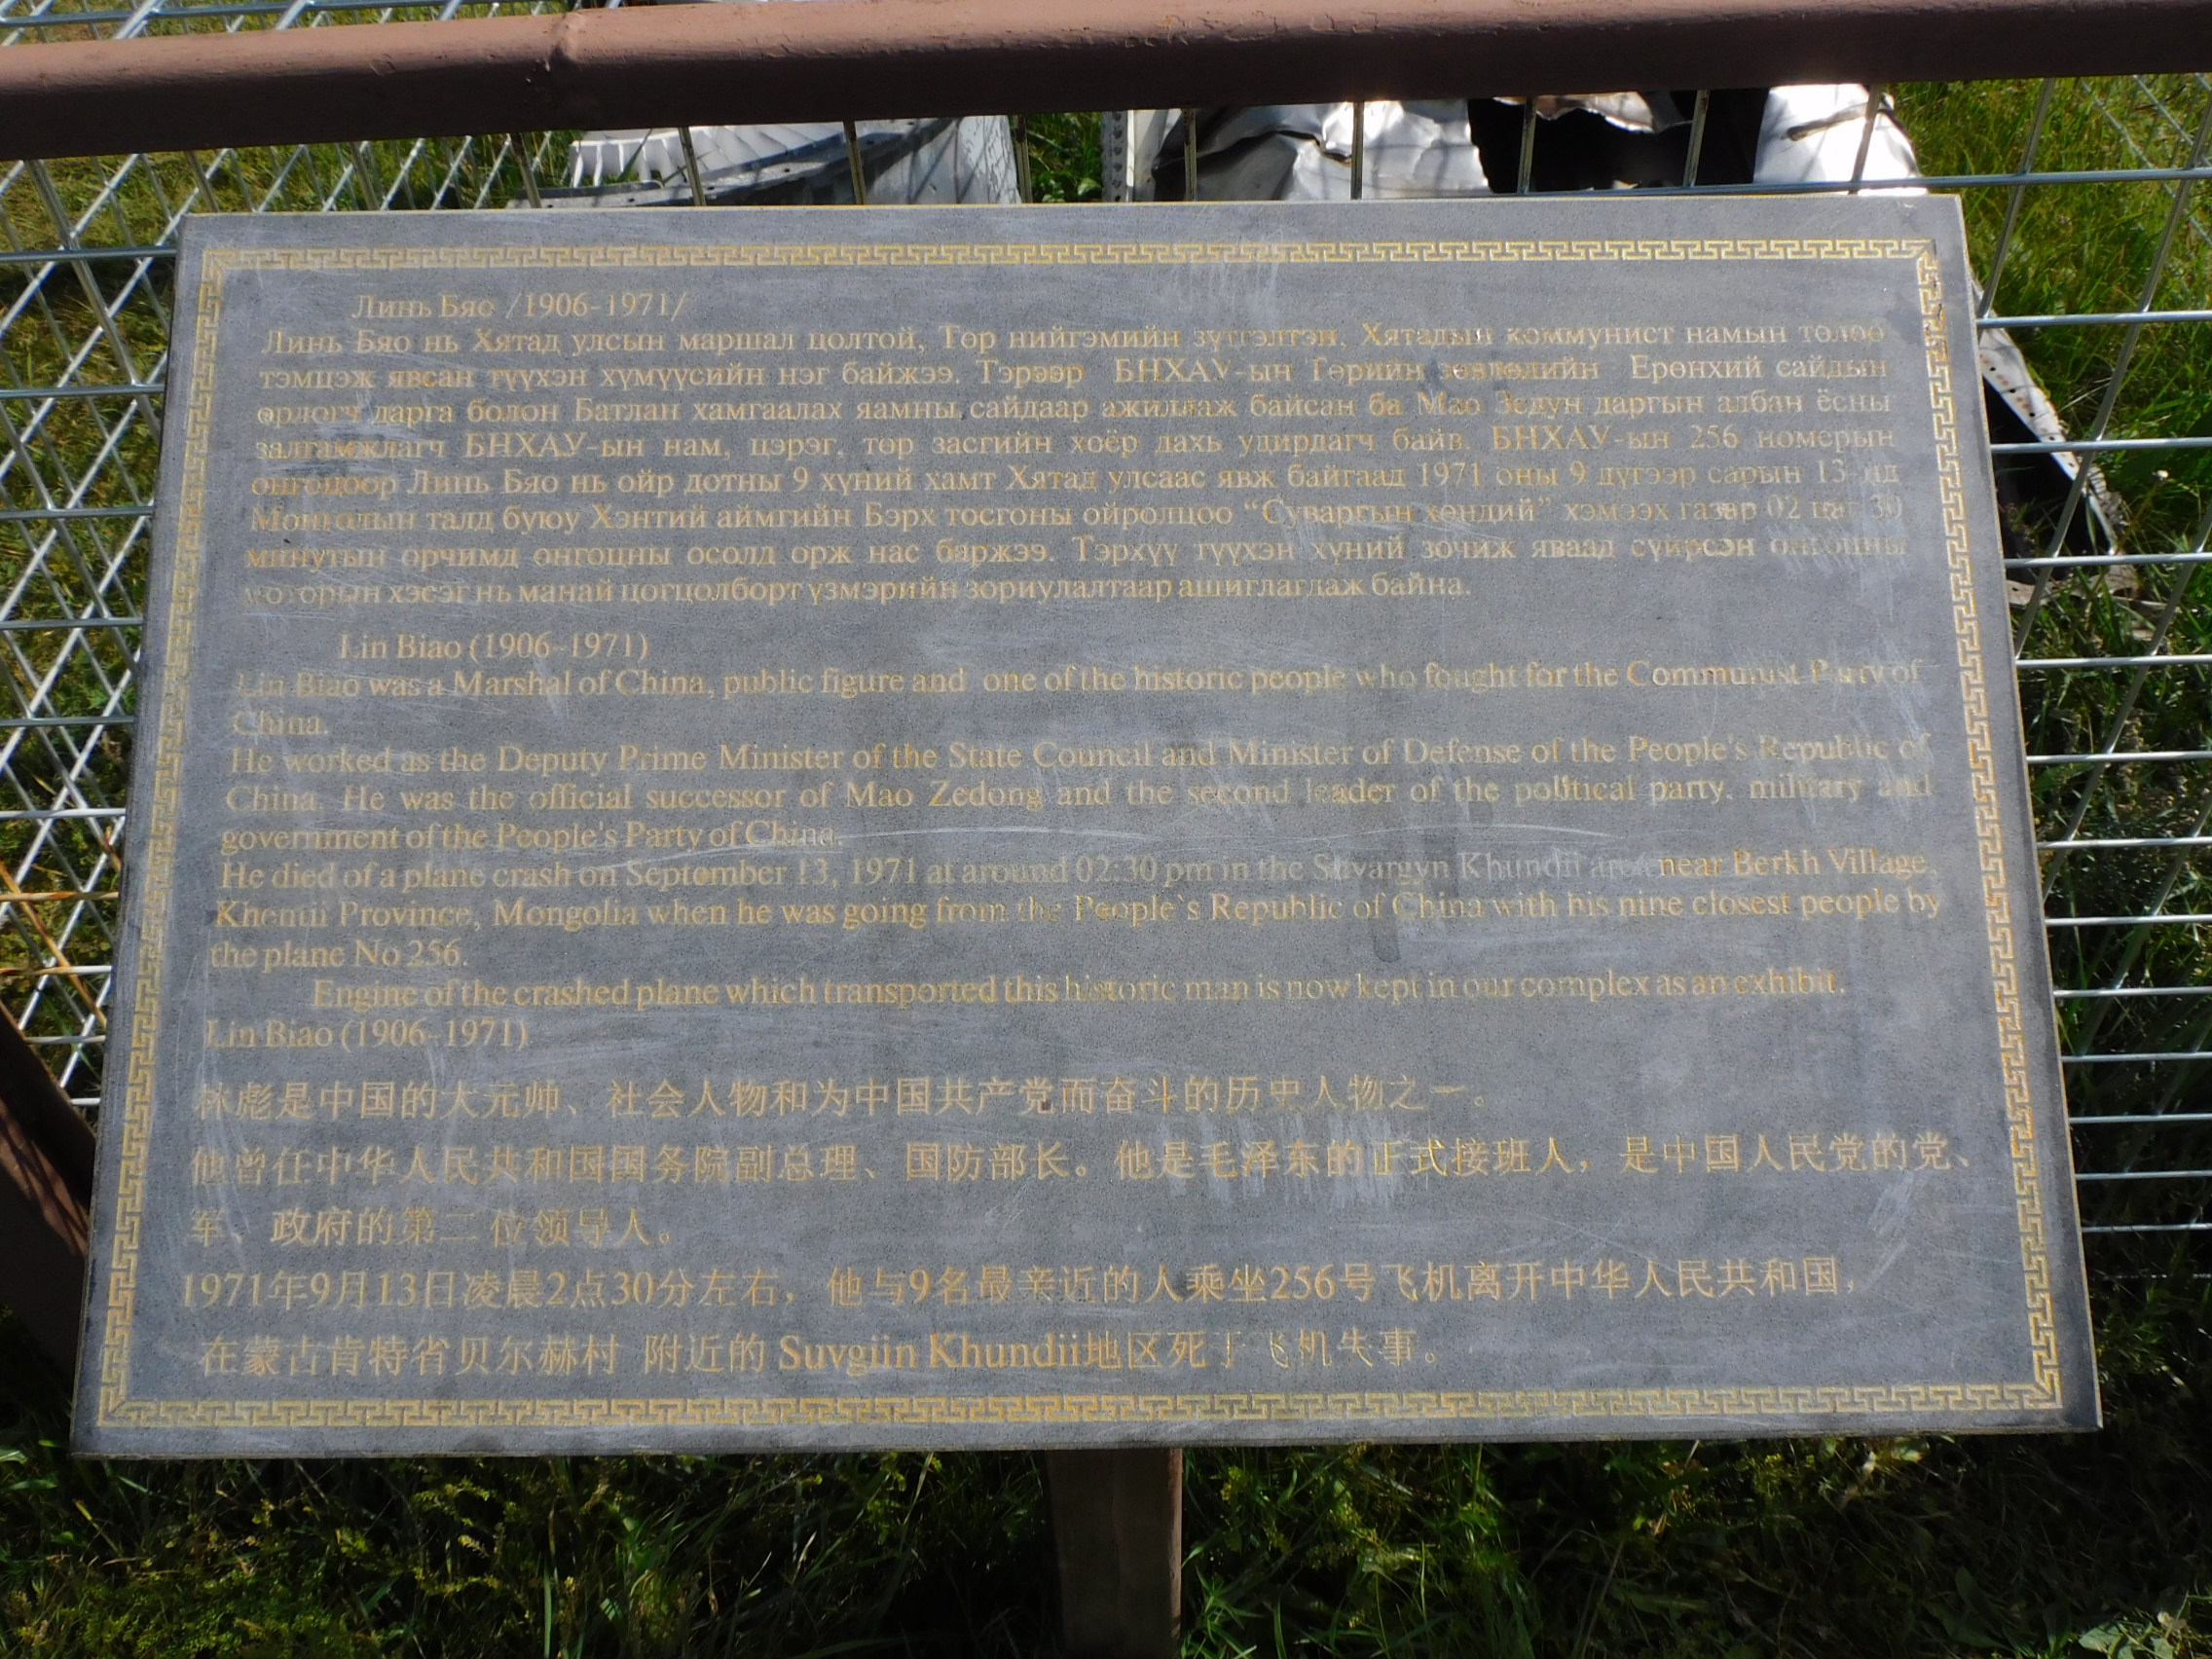 Линь Бяо /1906-1971/
Линь Бяо нь Хятад улсын маршал цолтой, Төр нийгэмийн зүтгэлтэн, Хятадын коммунист намын төлөө
тэмцэж явсан түүхэн хүмүүсийн нэг байжээ. Тэрээр БНХАУ-ын Төрийн зөвлөлийн Ерөнхий сайдын
орлогч дарга болон Батлан хамгаалах яамны сайдаар ажиллаж байсан ба Мао Зедун даргын албан ёсны
залгамжлагч БНХАУ-ын нам, цэрэг, төр засгийн хоёр дахь удирдагч байв. БНХАУ-ын 256 номерын
онгоцоор Линь Бяо нь ойр дотны 9 хүний хамт Хятад улсаас явж байгаад 1971 оны 9 дүгээр сарын 13-нд
Монголын талд буюу Хэнтий аймгийн Бэрх тосгоны ойролцоо “Суваргын хөндий” хэмээх газар 02 цаг 30
минутын орчимд онгоцны осолд орж нас баржээ. Тэрхүү түүхэн хүний зочиж яваад сүйрсэн онгоцны
моторын хэсэг нь манай цогцолборт үзмэрийн зориулалтаар ашиглагдаж байна.
Lin Biao (1906-1971)
Lin Biao was a Marshal of China, public figure and one of the historic people who fought for the Communist Party of
China.
He worked as the Deputy Prime Minister of the State Council and Minister of Defense of the People's Republic of
China. He was the official successor of Mao Zedong and the second leader of the political party, military and
government of the People's Party of China.
He died of a plane crash on September 13, 1971 at around 02:30 pm in the Suvargyn Khundii area near Berkh Village,
Khentii Province, Mongolia when he was going from the People`s Republic of China with his nine closest people by
the plane No 256.
Engine of the crashed plane which transported this historic man is now kept in our complex as an exhibit.
Lin Biao (1906-1971)
林彪是中国的大元帅、社会人物和为中国共产党而奋斗的历史人物之一。
他曾任中华人民共和国国务院副总理、国防部长。他是毛泽东的正式接班人，是中国人民党的党、
军、政府的第二位领导人。
1971年9月13日凌晨2点30分左右，他与9名最亲近的人乘坐256号飞机离开中华人民共和国，
在蒙古肯特省贝尔赫村 附近的 Suvgiin Khundii地区死于飞机失事。